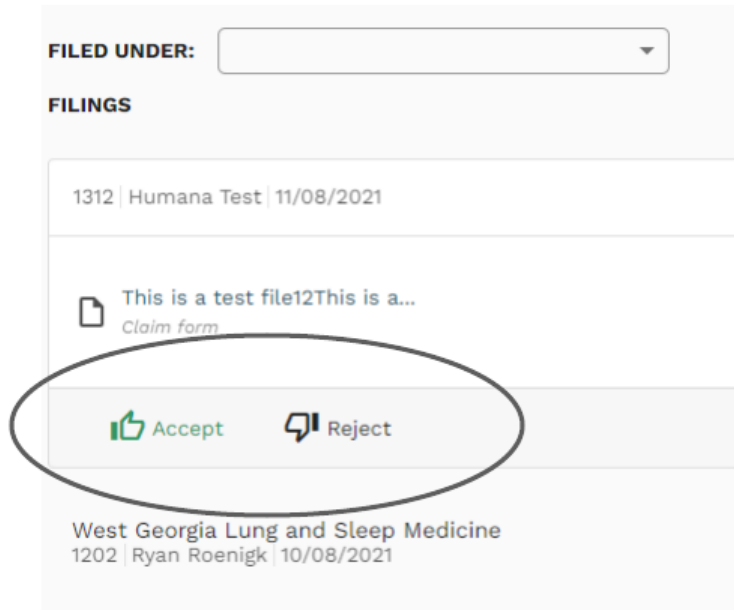 FILED UNDER:
FILINGS
1312 | Humana Test | 11/08/2021
This is a test file12This is a...
Claim form
Accept Reject
West Georgia Lung and Sleep Medicine
1202 | Ryan Roenigk | 10/08/2021